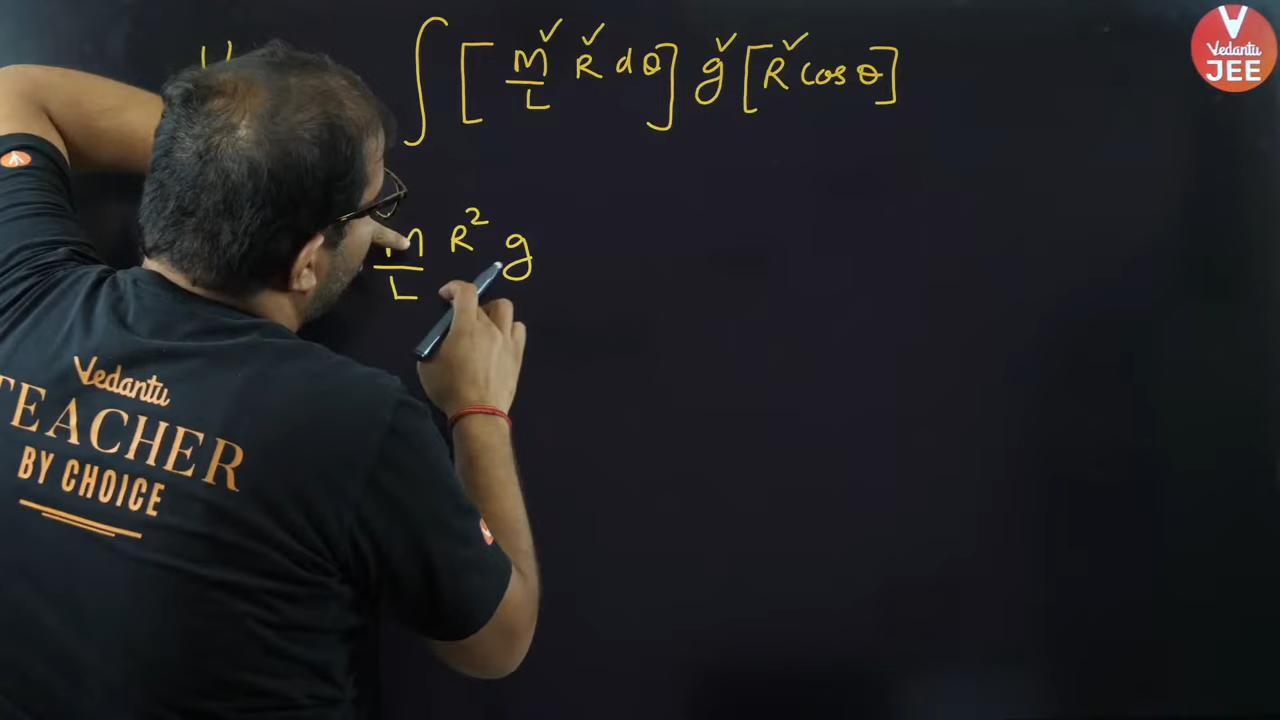 ∫ [ m/L R dθ ] g [ R cos θ ]
m/L R² g
Vedantu
JEE
Vedantu
TEACHER
BY CHOICE